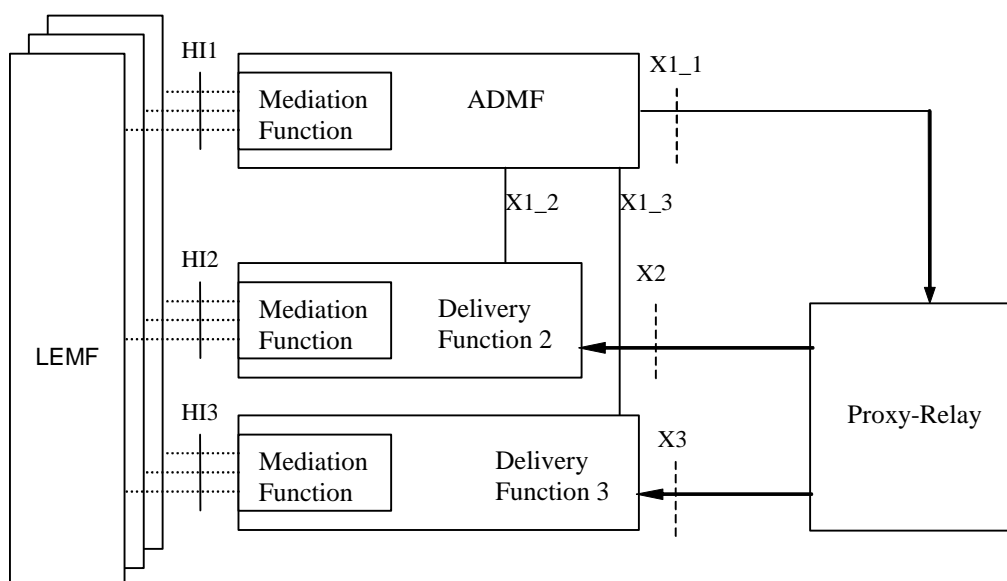 HI1
Mediation
Function
ADMF
X1_1
X1_2
X1_3
HI2
Mediation
Function
Delivery
Function 2
X2
LEMF
Proxy-Relay
HI3
Mediation
Function
Delivery
Function 3
X3